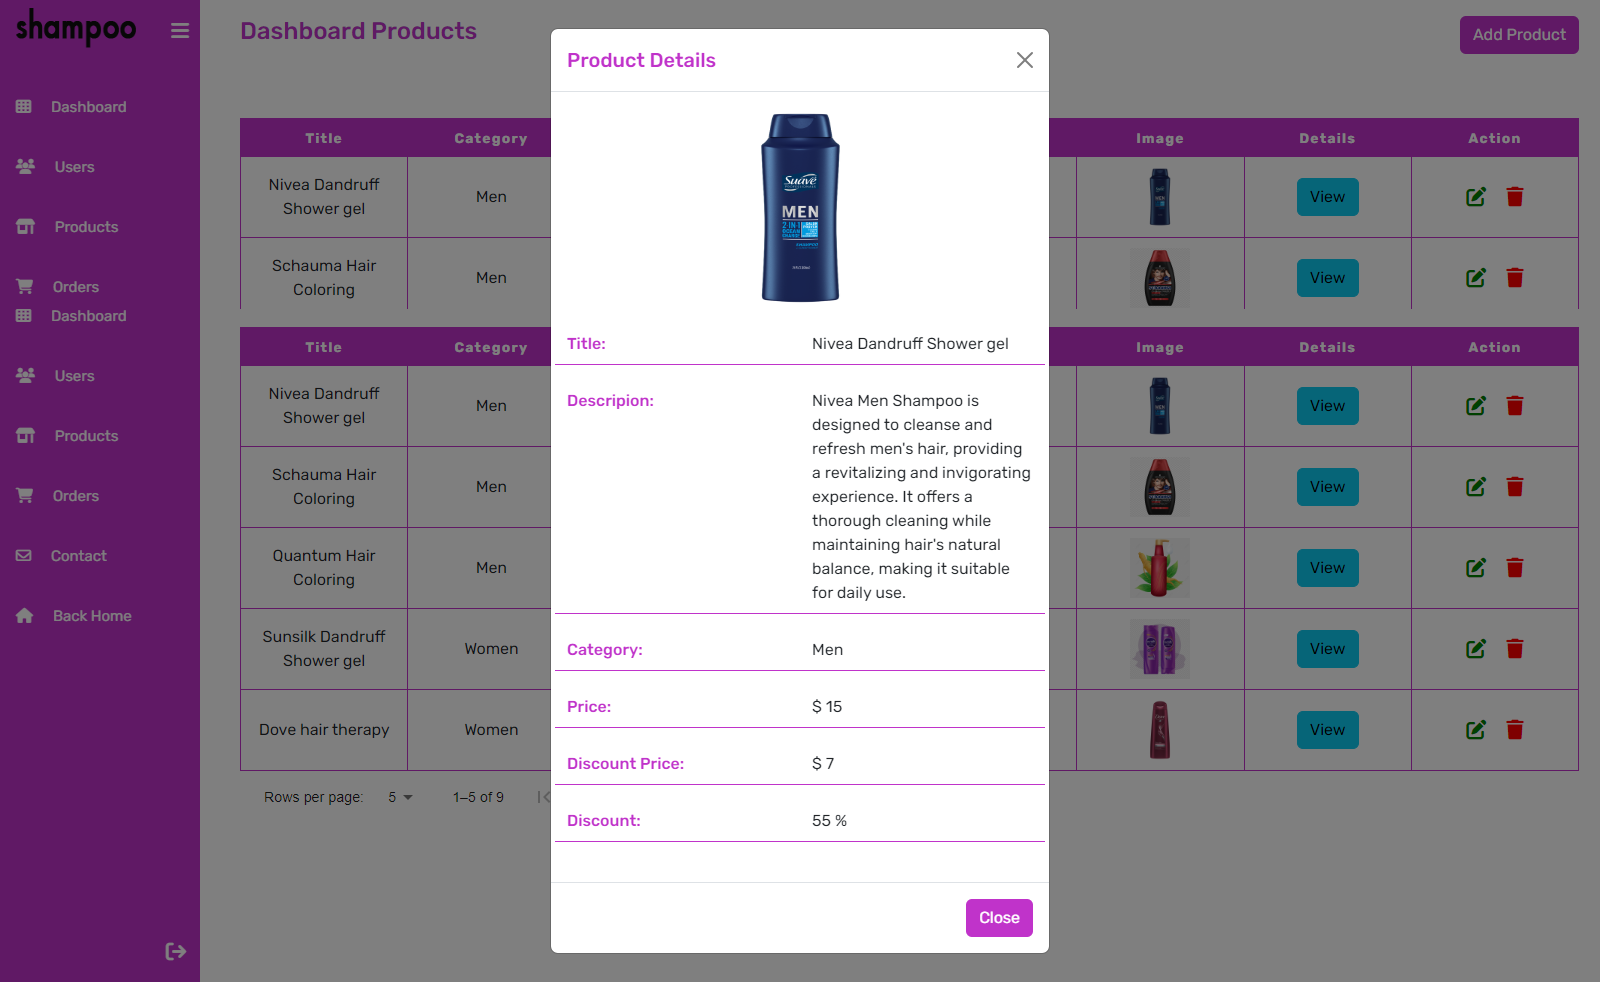 shampoo
Dashboard Products
Add Product
Dashboard
Users
Products
Orders
Dashboard
Users
Products
Orders
Contact
Back Home
Title Category Image Details Action
Nivea Dandruff
Shower gel
Men
View
Schauma Hair
Coloring
Men
View
Title Category Image Details Action
Nivea Dandruff
Shower gel
Men
View
Schauma Hair
Coloring
Men
View
Quantum Hair
Coloring
Men
View
Sunsilk Dandruff
Shower gel
Women
View
Dove hair therapy
Women
View
Rows per page: 5 1–5 of 9
Product Details
Suave
MEN
2-IN-1
OCEAN
CHARGE
SHAMPOO
Title: Nivea Dandruff Shower gel
Descripion: Nivea Men Shampoo is
designed to cleanse and
refresh men's hair, providing
a revitalizing and invigorating
experience. It offers a
thorough cleaning while
maintaining hair's natural
balance, making it suitable
for daily use.
Category: Men
Price: $ 15
Discount Price: $ 7
Discount: 55 %
Close